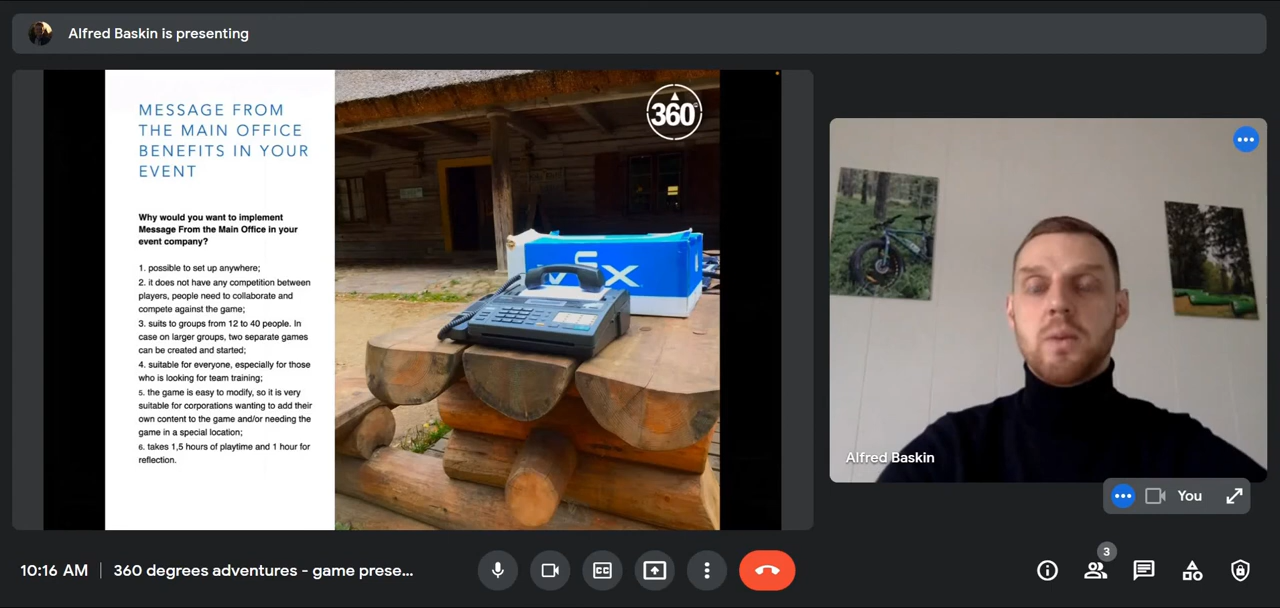 Alfred Baskin is presenting
MESSAGE FROM
THE MAIN OFFICE
BENEFITS IN YOUR
EVENT
Why would you want to implement
Message From the Main Office in your
event company?
1. possible to set up anywhere;
2. it does not have any competition between
players, people need to collaborate and
compete against the game;
3. suits to groups from 12 to 40 people. In
case on larger groups, two separate games
can be created and started;
4. suitable for everyone, especially for those
who is looking for team training;
5. the game is easy to modify, so it is very
suitable for corporations wanting to add their
own content to the game and/or needing the
game in a special location;
6. takes 1,5 hours of playtime and 1 hour for
reflection.
360°
Alfred Baskin
You
10:16 AM | 360 degrees adventures - game prese...
CC
3